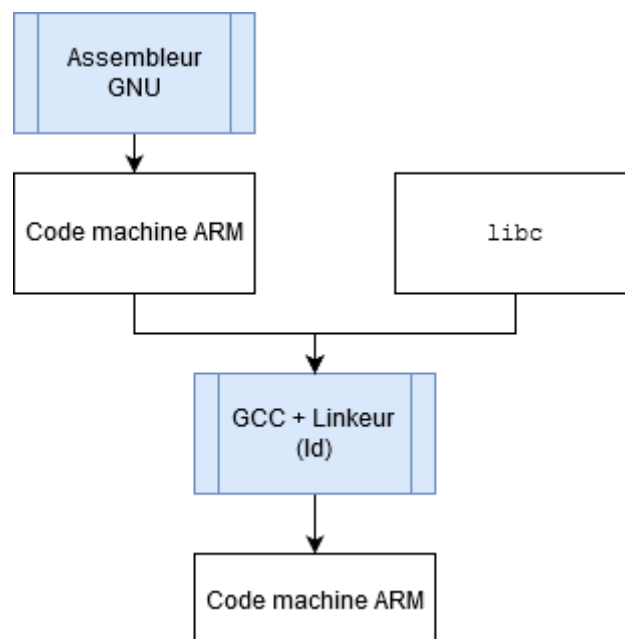 Assembleur
GNU
Code machine ARM
libc
GCC + Linkeur
(ld)
Code machine ARM